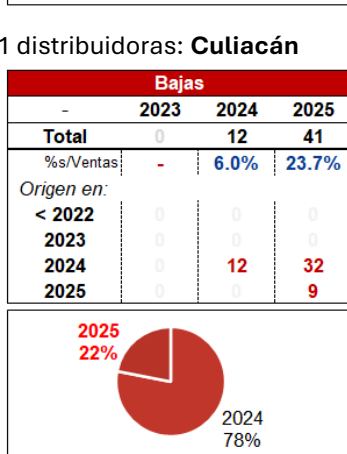 1 distribuidoras: Culiacán
Bajas
- 2023 2024 2025
Total 0 12 41
%s/Ventas - 6.0% 23.7%
Origen en:
< 2022 0 0 0
2023 0 0 0
2024 0 12 32
2025 0 0 9
2025
22%
2024
78%